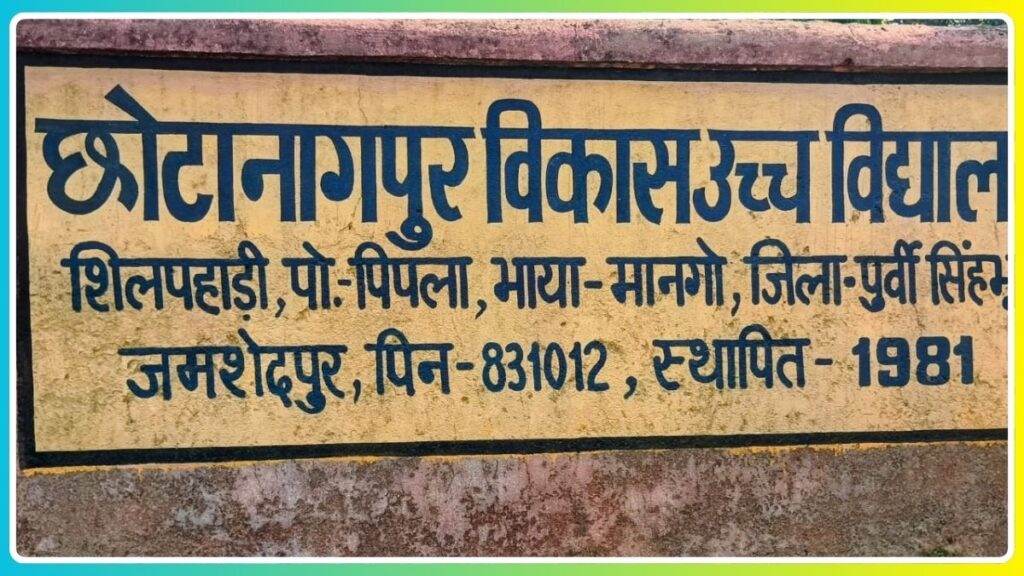 छोटानागपुर विकास उच्च विद्याल
शिलपहाड़ी, पो.-पिपला, भाया-मानगो, जिला-पुर्वी सिंहभू
जमशेदपुर, पिन-831012, स्थापित-1981